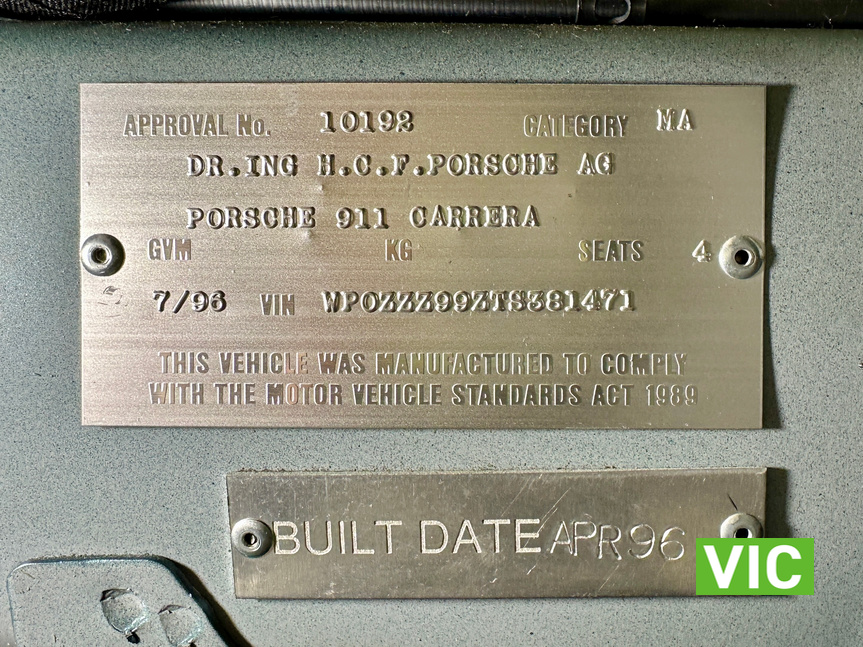 APPROVAL No. 10192 CATEGORY MA
DR.ING H.C.F.PORSCHE AG
PORSCHE 911 CARRERA
GVM KG SEATS 4
7/96 VIN WP0ZZZ99ZTS381471
THIS VEHICLE WAS MANUFACTURED TO COMPLY
WITH THE MOTOR VEHICLE STANDARDS ACT 1989
BUILT DATE APR96
VIC